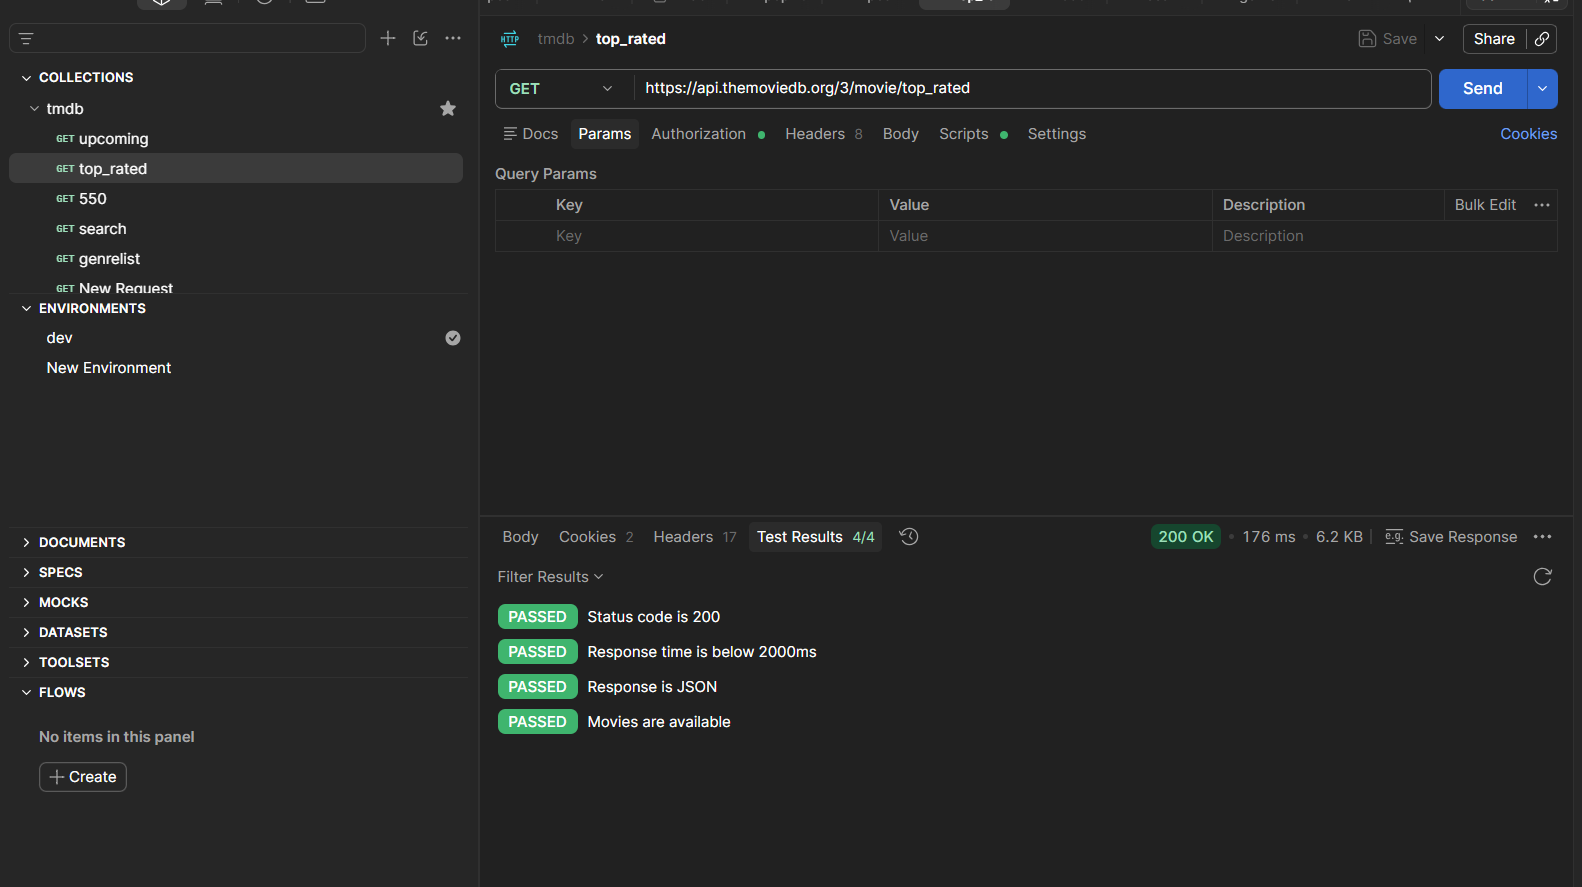 COLLECTIONS
tmdb
GET upcoming
GET top_rated
GET 550
GET search
GET genrelist
GET New Request
ENVIRONMENTS
dev
New Environment
DOCUMENTS
SPECS
MOCKS
DATASETS
TOOLSETS
FLOWS
No items in this panel
Create
HTTP tmdb > top_rated
Save
Share
GET
https://api.themoviedb.org/3/movie/top_rated
Send
Docs Params Authorization Headers 8 Body Scripts Settings
Cookies
Query Params
Key Value Description Bulk Edit
Key Value Description
Body Cookies 2 Headers 17 Test Results 4/4
200 OK • 176 ms • 6.2 KB e.g. Save Response
Filter Results
PASSED Status code is 200
PASSED Response time is below 2000ms
PASSED Response is JSON
PASSED Movies are available